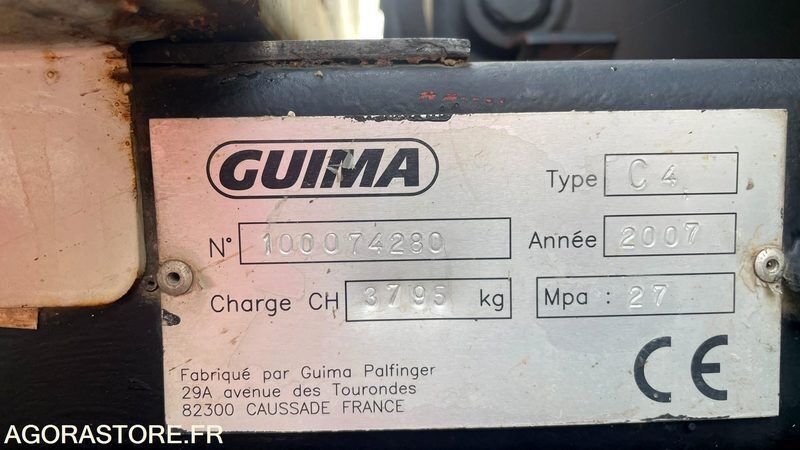 GUIMA
Type C4
N° 100074280
Année 2007
Charge CH 3795 kg
Mpa : 27
Fabriqué par Guima Palfinger
29A avenue des Tourondes
82300 CAUSSADE FRANCE
CE
AGORASTORE.FR